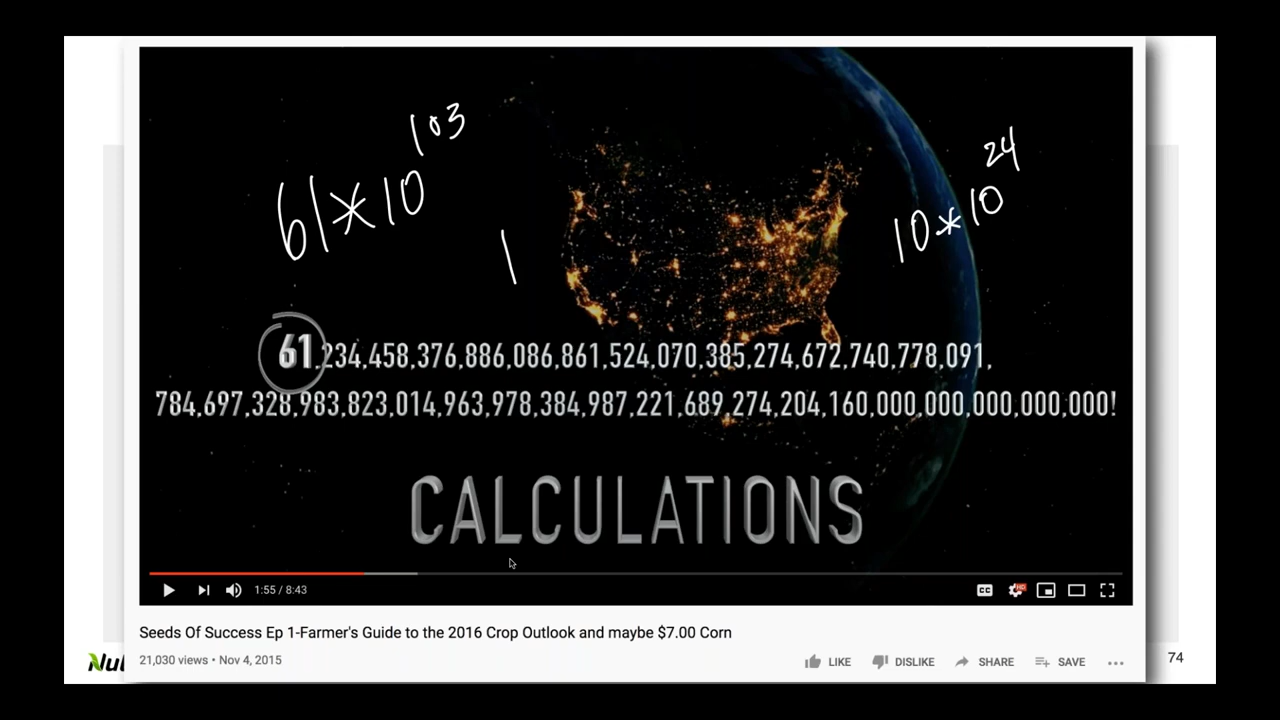 61*10^103
10*10^24
1
61,234,458,376,886,086,861,524,070,385,274,672,740,778,091,
784,697,328,983,823,014,963,978,384,987,221,689,274,204,160,000,000,000,000,000!
CALCULATIONS
1:55 / 8:43
CC
HD
Seeds Of Success Ep 1-Farmer's Guide to the 2016 Crop Outlook and maybe $7.00 Corn
21,030 views • Nov 4, 2015
LIKE DISLIKE SHARE SAVE
74